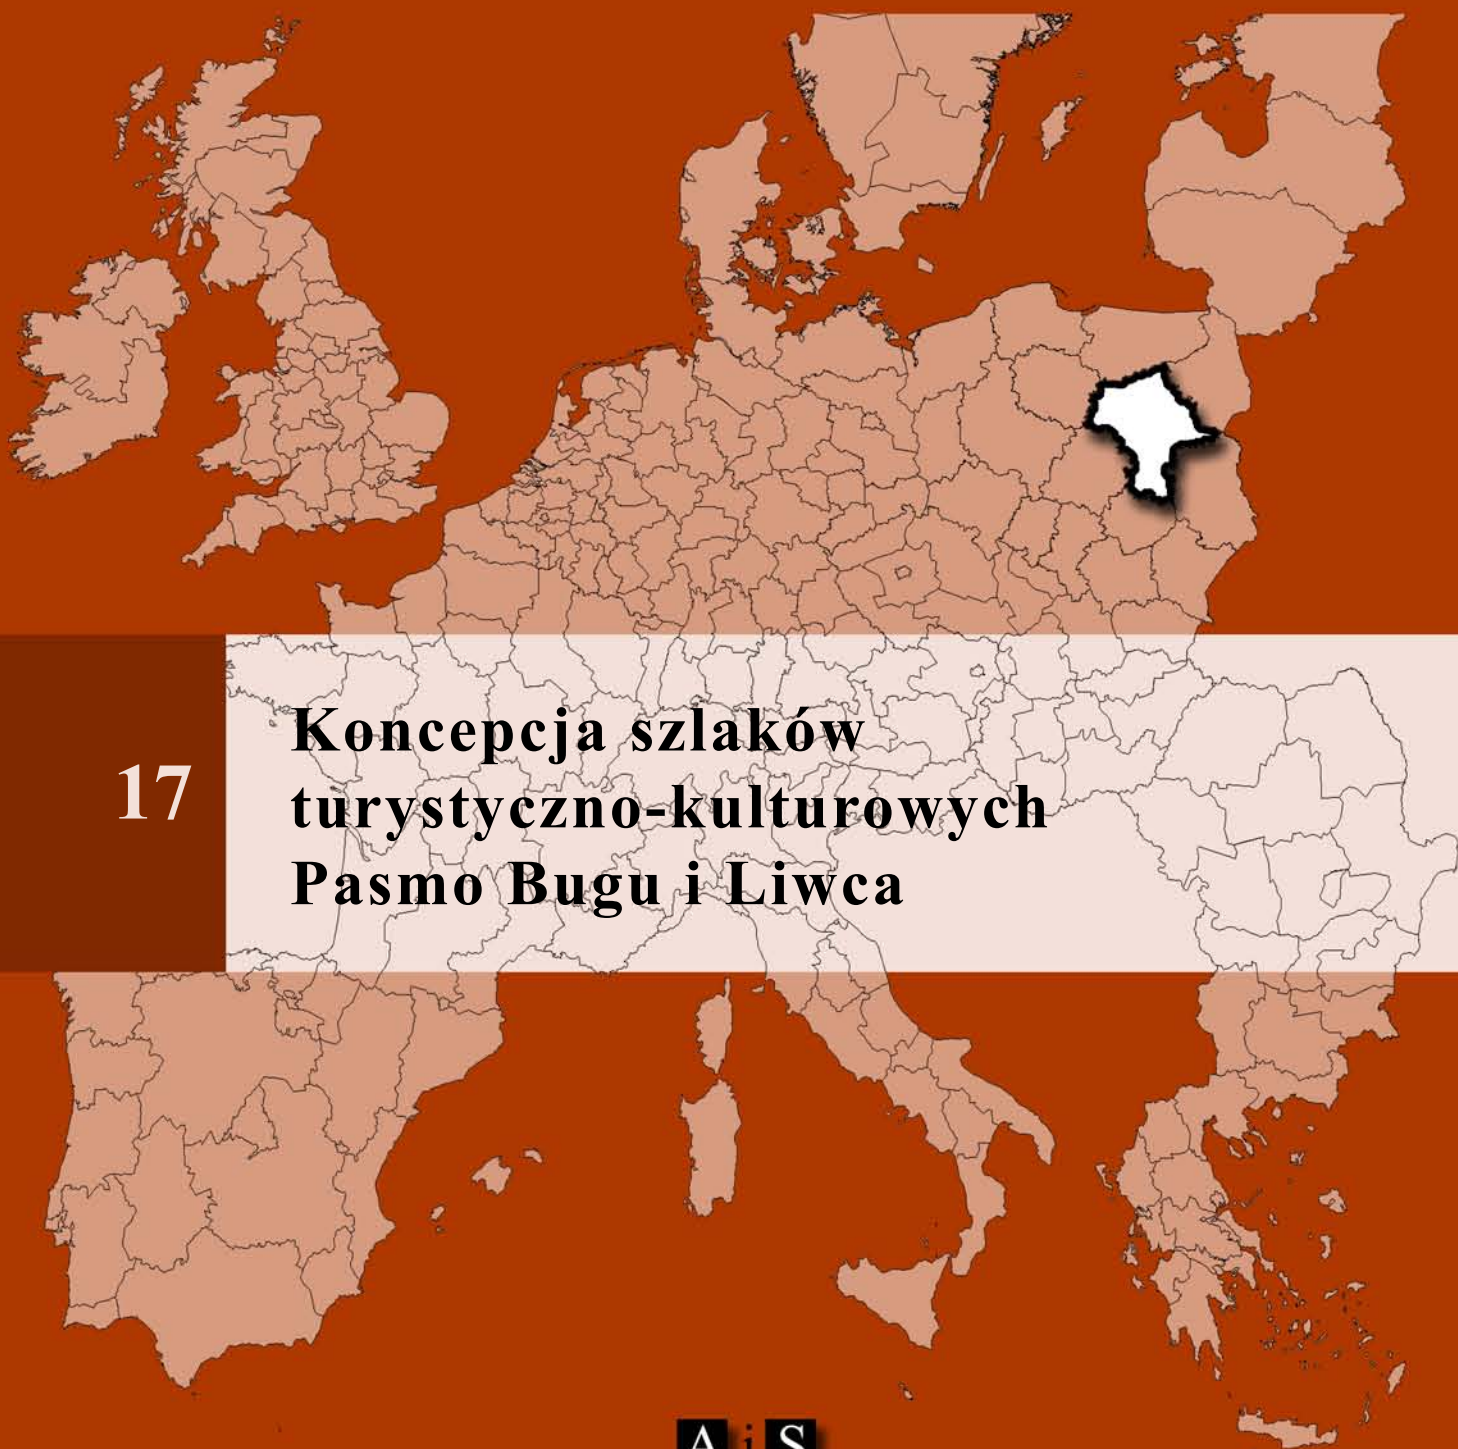 17
Koncepcja szlaków
turystyczno-kulturowych
Pasmo Bugu i Liwca
A i S